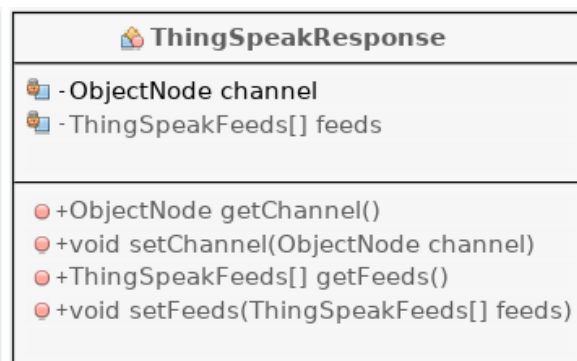 ThingSpeakResponse
-ObjectNode channel
-ThingSpeakFeeds[] feeds
+ObjectNode getChannel()
+void setChannel(ObjectNode channel)
+ThingSpeakFeeds[] getFeeds()
+void setFeeds(ThingSpeakFeeds[] feeds)